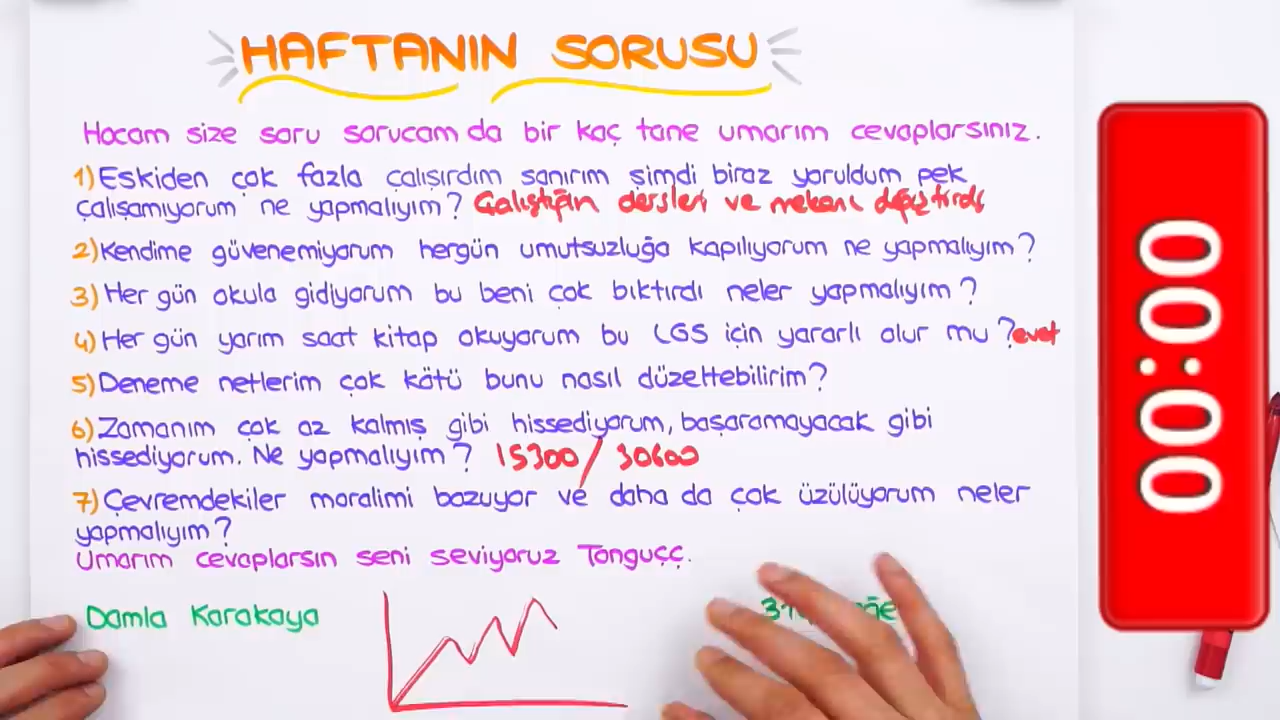 HAFTANIN SORUSU
Hocam size soru sorucam da bir kaç tane umarım cevaplarsınız.
1) Eskiden çok fazla çalışırdım sanırım şimdi biraz yoruldum pek
çalışamıyorum ne yapmalıyım? Çalıştığın dersleri ve mekanı değiştirdi
2) Kendime güvenemiyorum hergün umutsuzluğa kapılıyorum ne yapmalıyım?
3) Her gün okula gidiyorum bu beni çok bıktırdı neler yapmalıyım?
4) Her gün yarım saat kitap okuyorum bu LGS için yararlı olur mu? evet
5) Deneme netlerim çok kötü bunu nasıl düzeltebilirim?
6) Zamanım çok az kalmış gibi hissediyorum, başaramayacak gibi
hissediyorum. Ne yapmalıyım? 15300/30600
7) Çevremdekiler moralimi bozuyor ve daha da çok üzülüyorum neler
yapmalıyım?
Umarım cevaplarsın seni seviyoruz Tonguçç.
Damla Karakaya
00:00